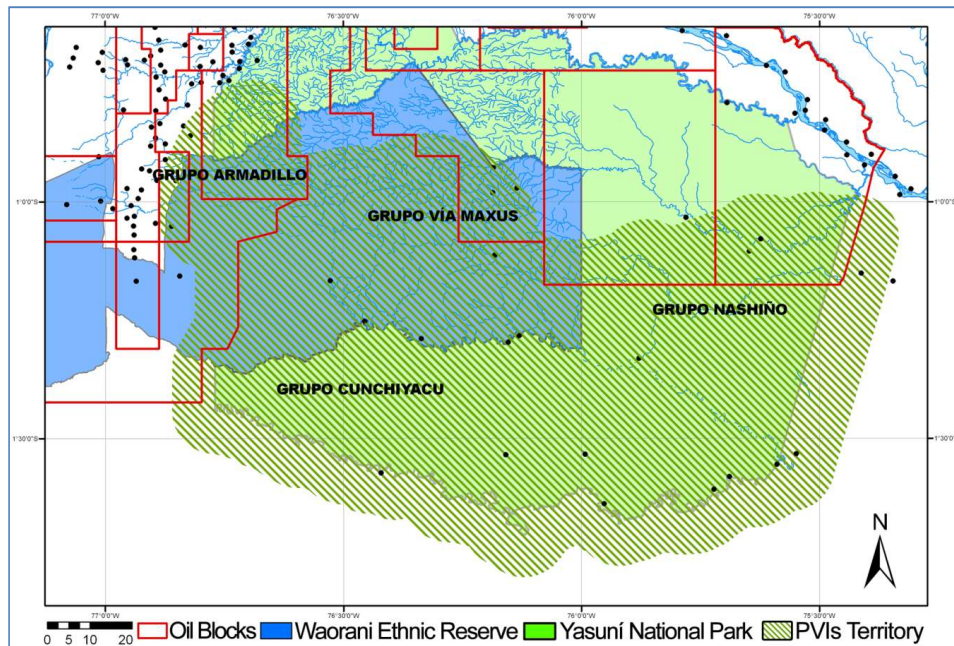 77°0'0"W 76°30'0"W 76°0'0"W 75°30'0"W
GRUPO ARMADILLO
1°0'0"S 1°0'0"S
GRUPO VÍA MAXUS
GRUPO NASHIÑO
GRUPO CUNCHIYACU
1°30'0"S 1°30'0"S
N
77°0'0"W 76°30'0"W 76°0'0"W 75°30'0"W
0 5 10 20 Oil Blocks Waorani Ethnic Reserve Yasuní National Park PVIs Territory